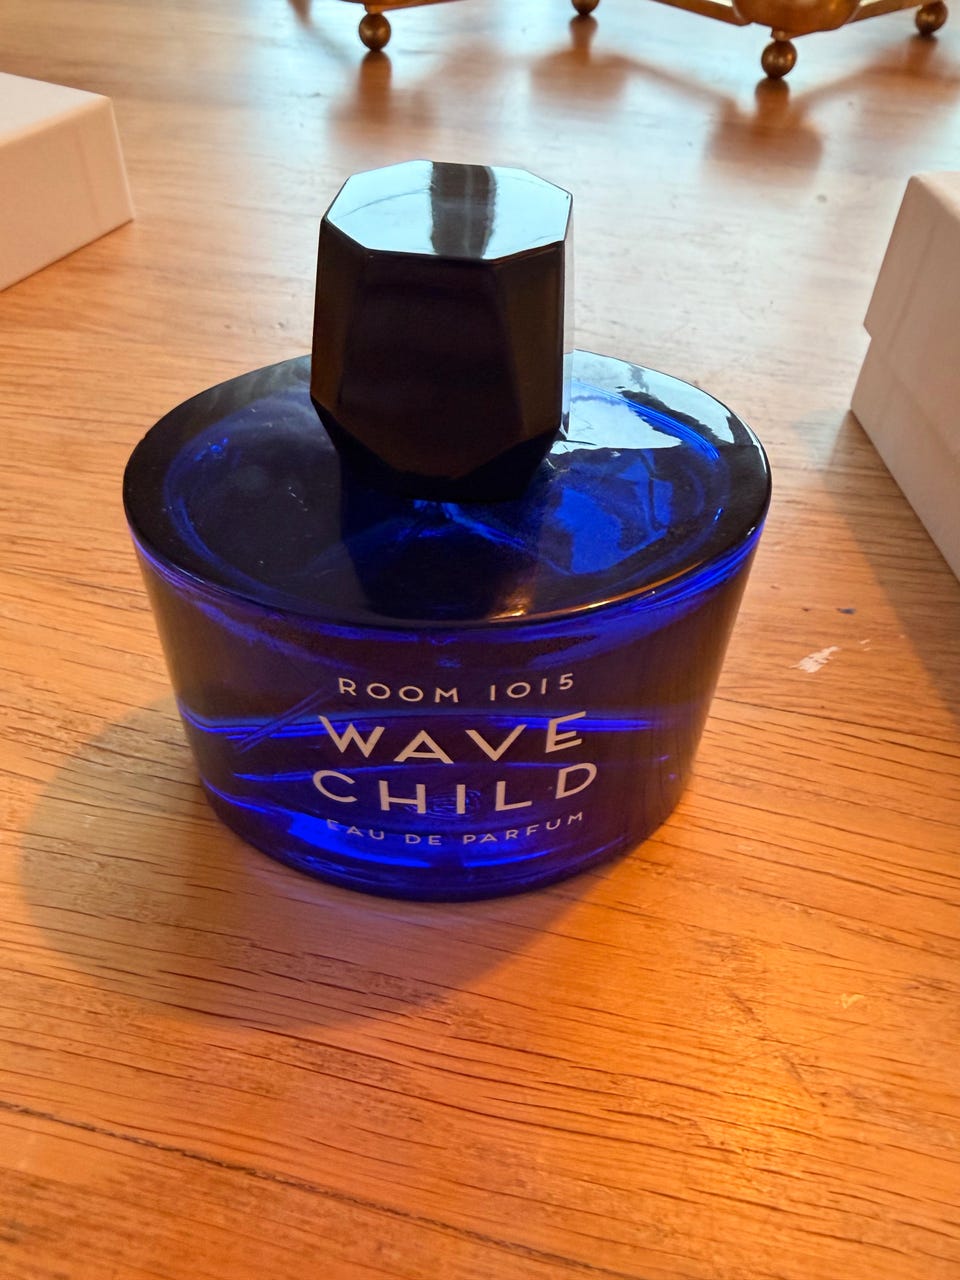 ROOM 1015
WAVE
CHILD
EAU DE PARFUM